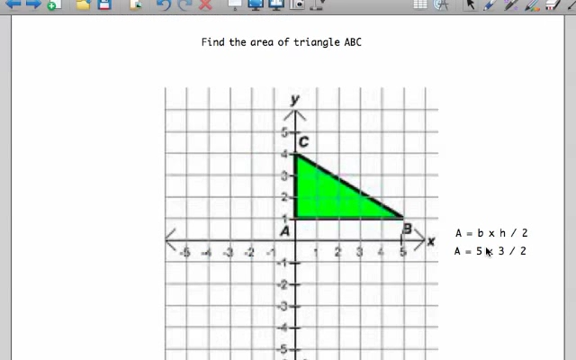 Find the area of triangle ABC
y
5
C
4
3
2
1
A
B
-5 -4 -3 -2 -1 1 2 3 4 5 x
-1
-2
-3
-4
-5
A = b x h / 2
A = 5 x 3 / 2